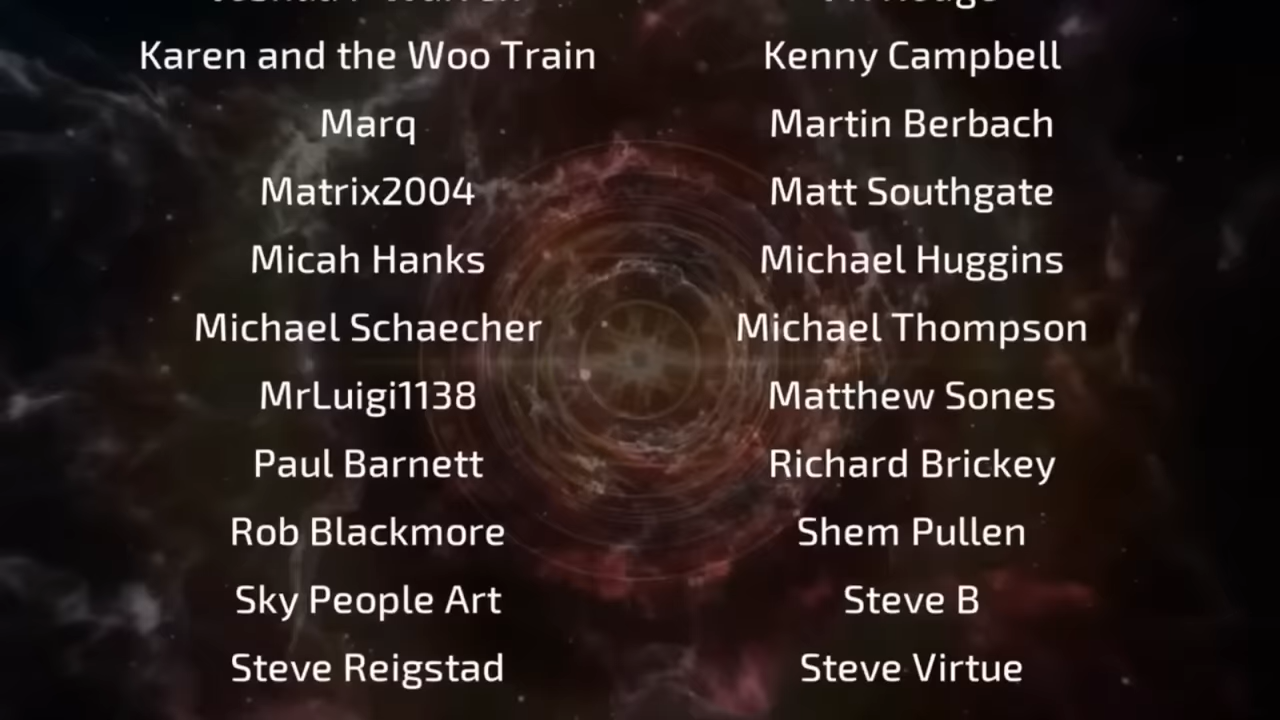 Karen and the Woo Train
Kenny Campbell
Marq
Martin Berbach
Matrix2004
Matt Southgate
Micah Hanks
Michael Huggins
Michael Schaecher
Michael Thompson
MrLuigi1138
Matthew Sones
Paul Barnett
Richard Brickey
Rob Blackmore
Shem Pullen
Sky People Art
Steve B
Steve Reigstad
Steve Virtue